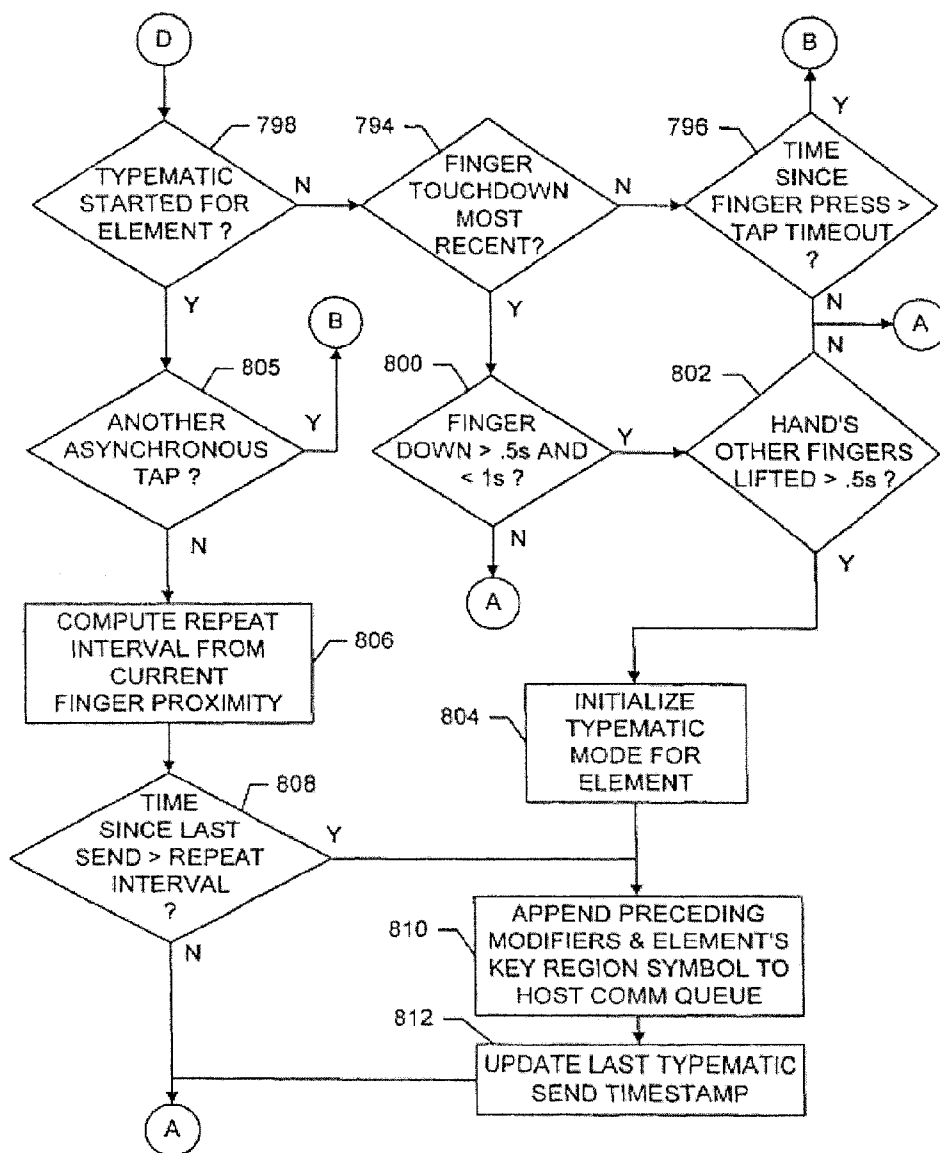 D
B
798
794
796
TYPEMATIC
STARTED FOR
ELEMENT ?
N
Y
FINGER
TOUCHDOWN
MOST
RECENT?
N
Y
TIME
SINCE
FINGER PRESS >
TAP TIMEOUT
?
Y
N
A
B
805
ANOTHER
ASYNCHRONOUS
TAP ?
Y
N
800
FINGER
DOWN > .5s AND
< 1s ?
Y
N
A
802
HAND'S
OTHER FINGERS
LIFTED > .5s ?
N
Y
COMPUTE REPEAT
INTERVAL FROM
CURRENT
FINGER PROXIMITY
806
804
INITIALIZE
TYPEMATIC
MODE FOR
ELEMENT
808
TIME
SINCE LAST
SEND > REPEAT
INTERVAL
?
Y
N
810
APPEND PRECEDING
MODIFIERS & ELEMENT'S
KEY REGION SYMBOL TO
HOST COMM QUEUE
812
UPDATE LAST TYPEMATIC
SEND TIMESTAMP
A